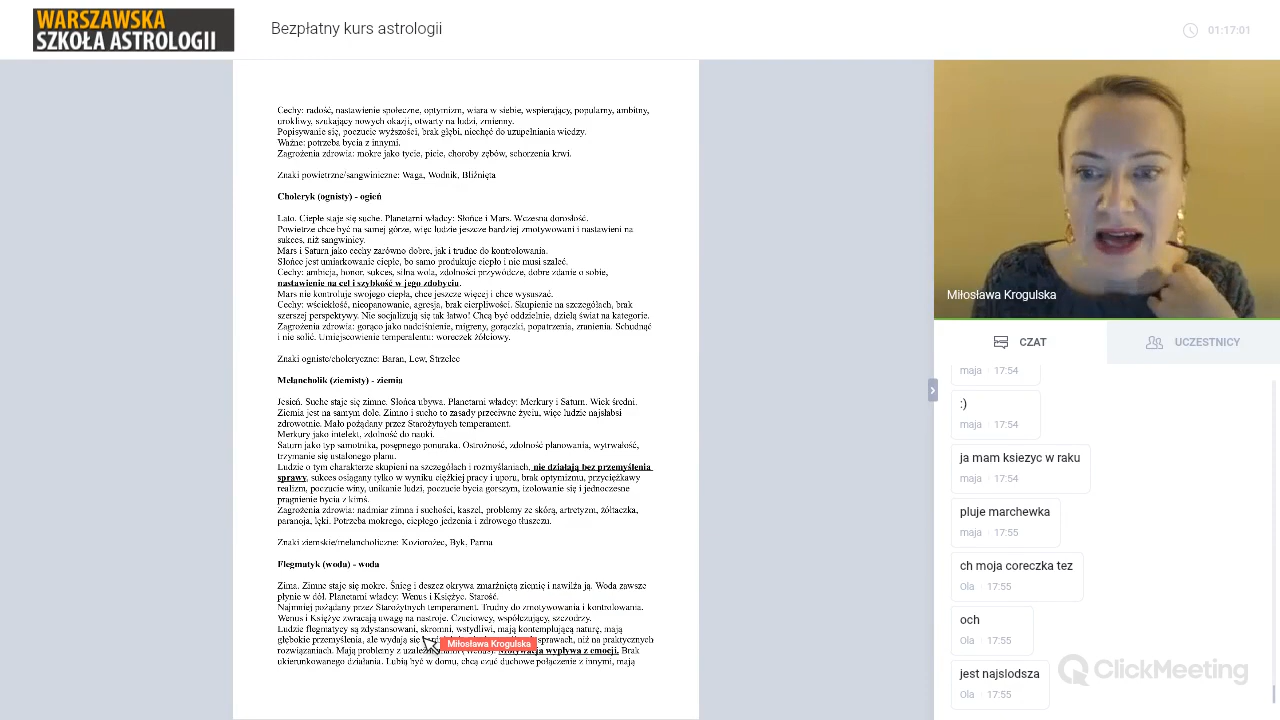 WARSZAWSKA
SZKOŁA ASTROLOGII
Bezpłatny kurs astrologii
01:17:01
Cechy: radość, nastawienie społeczne, optymizm, wiara w siebie, wspierający, popularny, ambitny,
urokliwy, szukający nowych okazji, otwarty na ludzi, zmienny.
Popisywanie się, poczucie wyższości, brak głębi, niechęć do uzupełniania wiedzy.
Ważne: potrzeba bycia z innymi.
Zagrożenia zdrowia: mokre jako tycie, picie, choroby zębów, schorzenia krwi.
Znaki powietrzne/sangwiniczne: Waga, Wodnik, Bliźnięta
Choleryk (ognisty) - ogień
Lato. Ciepłe staje się suche. Planetarni władcy: Słońce i Mars. Wczesna dorosłość.
Powietrze chce być na samej górze, więc ludzie jeszcze bardziej zmotywowani i nastawieni na
sukces, niż sangwinicy.
Mars i Saturn jako cechy zarówno dobre, jak i trudne do kontrolowania.
Słońce jest umiarkowanie ciepłe, bo samo produkuje ciepło i nie musi szaleć.
Cechy: ambicja, honor, sukces, silna wola, zdolności przywódcze, dobre zdanie o sobie,
nastawienie na cel i szybkość w jego zdobyciu.
Mars nie kontroluje swojego ciepła, chce jeszcze więcej i chce wysuszać.
Cechy: wściekłość, nieopanowanie, agresja, brak cierpliwości. Skupienie na szczegółach, brak
szerszej perspektywy. Nie socjalizują się tak łatwo! Chcą być oddzielnie, dzielą świat na kategorie.
Zagrożenia zdrowia: gorąco jako nadciśnienie, migreny, gorączki, popatrzenia, zranienia. Schudnąć
i nie solić. Umiejscowienie temperalentu: woreczek żółciowy.
Znaki ogniste/choleryczne: Baran, Lew, Strzelec
Melancholik (ziemisty) - ziemia
Jesień. Suche staje się zimne. Słońca ubywa. Planetarni władcy: Merkury i Saturn. Wiek średni.
Ziemia jest na samym dole. Zimno i sucho to zasady przeciwne życiu, więc ludzie najsłabsi
zdrowotnie. Mało pożądany przez Starożytnych temperament.
Merkury jako intelekt, zdolność do nauki.
Saturn jako typ samotnika, posępnego ponuraka. Ostrożność, zdolność planowania, wytrwałość,
trzymanie się ustalonego planu.
Ludzie o tym charakterze skupieni na szczegółach i rozmyślaniach, nie działają bez przemyślenia
sprawy, sukces osiągany tylko w wyniku ciężkiej pracy i uporu, brak optymizmu, przyciężkawy
realizm, poczucie winy, unikanie ludzi, poczucie bycia gorszym, izolowanie się i jednoczesne
pragnienie bycia z kimś.
Zagrożenia zdrowia: nadmiar zimna i suchości, kaszel, problemy ze skórą, artretyzm, żółtaczka,
paranoja, lęki. Potrzeba mokrego, ciepłego jedzenia i zdrowego tłuszczu.
Znaki ziemskie/melancholiczne: Koziorożec, Byk, Panna
Flegmatyk (woda) - woda
Zima. Zimne staje się mokre. Śnieg i deszcz okrywa zmarzniętą ziemię i nawilża ją. Woda zawsze
płynie w dół. Planetarni władcy: Wenus i Księżyc. Starość.
Najmniej pożądany przez Starożytnych temperament. Trudny do zmotywowania i kontrolowania.
Wenus i Księżyc zwracają uwagę na nastroje. Czuciowcy, współczujący, szczodrzy.
Ludzie flegmatycy są zdystansowani, skromni, wstydliwi, mają kontemplującą naturę, mają
głębokie przemyślenia, ale wydają się sprawach, niż na praktycznych
rozwiązaniach. Mają problemy z Motywacja wypływa z emocji. Brak
ukierunkowanego działania. Lubią być w domu, chcą czuć duchowe połączenie z innymi, mają
Miłosława Krogulska
Miłosława Krogulska
CZAT
UCZESTNICY
maja · 17:54
:)
maja · 17:54
ja mam ksiezyc w raku
maja · 17:54
pluje marchewka
maja · 17:55
ch moja coreczka tez
Ola · 17:55
och
Ola · 17:55
jest najslodsza
Ola · 17:55
ClickMeeting